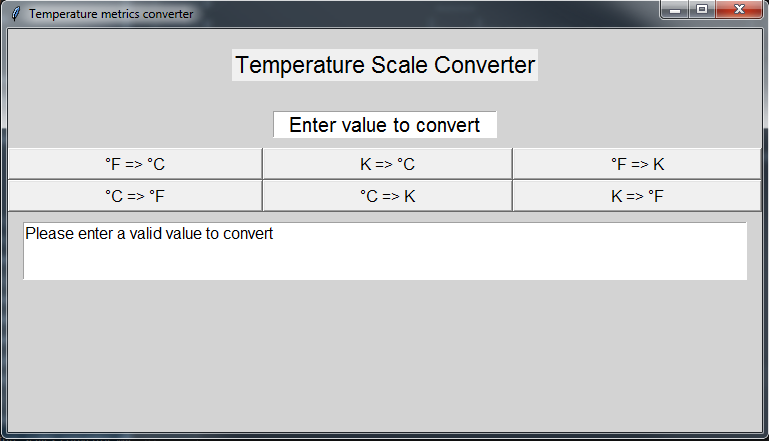 Temperature metrics converter
Temperature Scale Converter
Enter value to convert
°F => °C
K => °C
°F => K
°C => °F
°C => K
K => °F
Please enter a valid value to convert